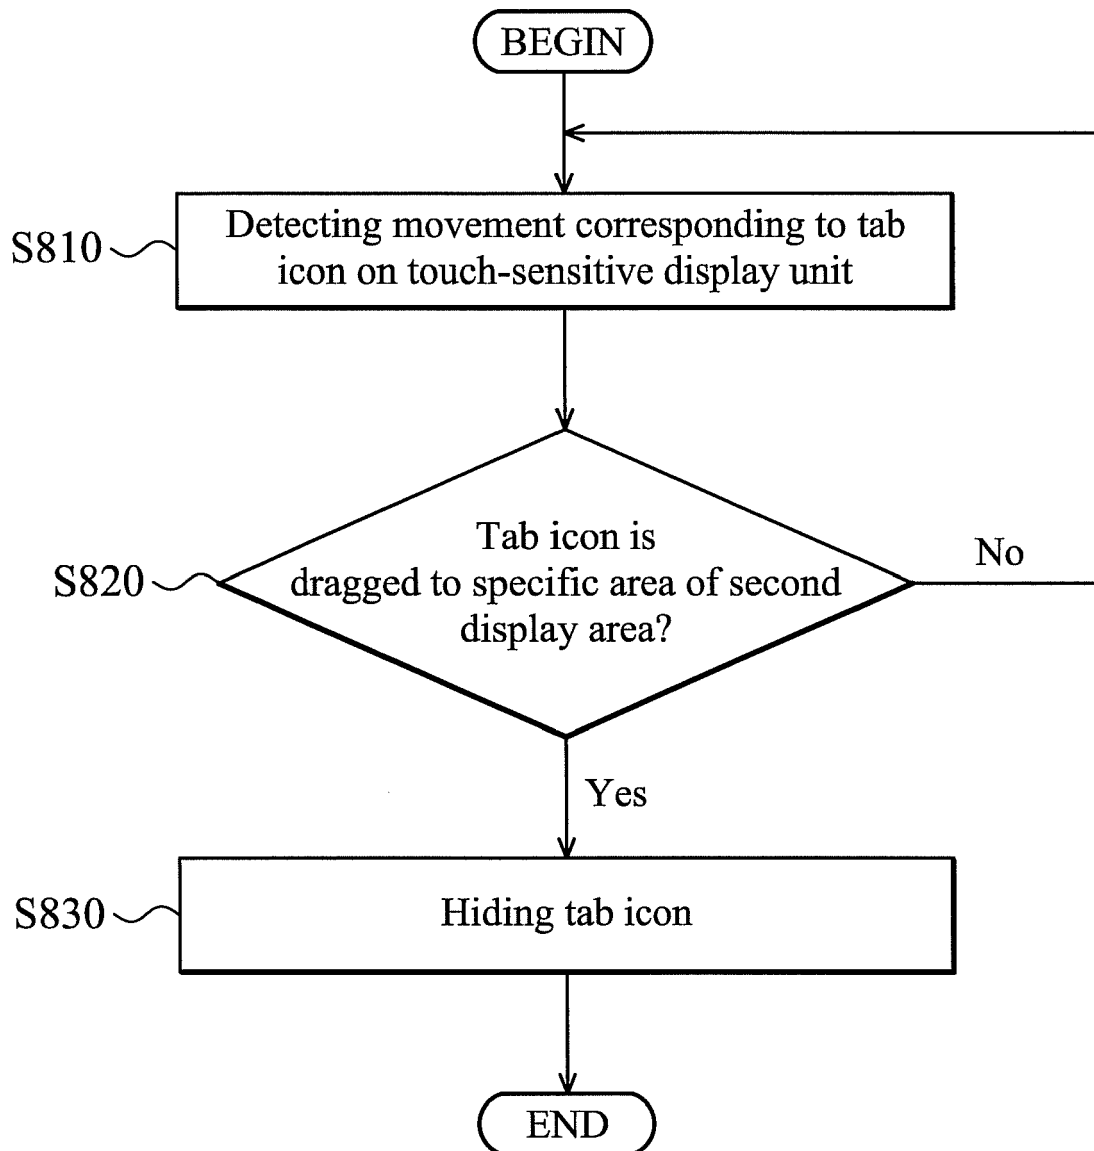 BEGIN
S810
Detecting movement corresponding to tab
icon on touch-sensitive display unit
S820
Tab icon is
dragged to specific area of second
display area?
No
Yes
S830
Hiding tab icon
END